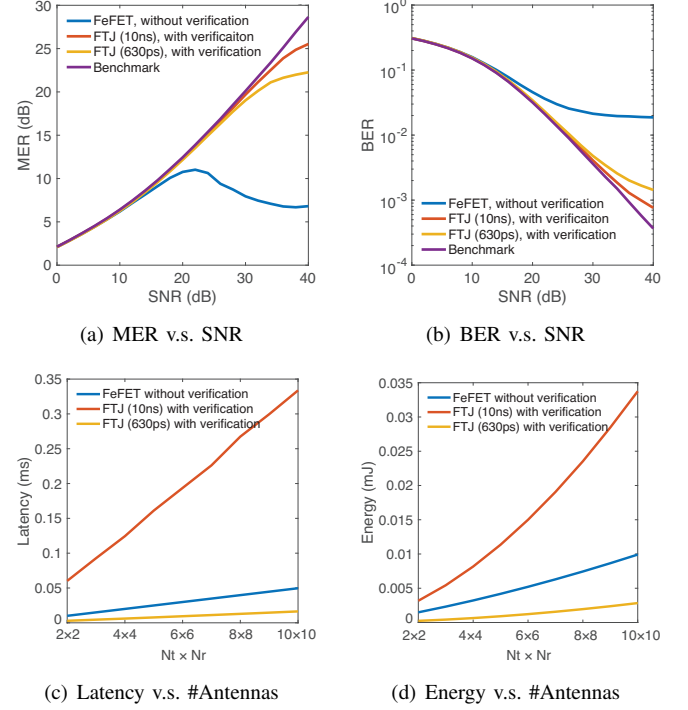 30
25
20
15
10
5
0
MER (dB)
FeFET, without verification
FTJ (10ns), with verificaiton
FTJ (630ps), with verification
Benchmark
0 10 20 30 40
SNR (dB)
(a) MER v.s. SNR
10^0
10^-1
10^-2
10^-3
10^-4
BER
FeFET, without verification
FTJ (10ns), with verificaiton
FTJ (630ps), with verification
Benchmark
0 10 20 30 40
SNR (dB)
(b) BER v.s. SNR
0.35
0.3
0.25
0.2
0.15
0.1
0.05
0
Latency (ms)
FeFET without verification
FTJ (10ns) with verification
FTJ (630ps) with verification
2×2 4×4 6×6 8×8 10×10
Nt × Nr
(c) Latency v.s. #Antennas
0.035
0.03
0.025
0.02
0.015
0.01
0.005
0
Energy (mJ)
FeFET without verification
FTJ (10ns) with verification
FTJ (630ps) with verification
2×2 4×4 6×6 8×8 10×10
Nt × Nr
(d) Energy v.s. #Antennas